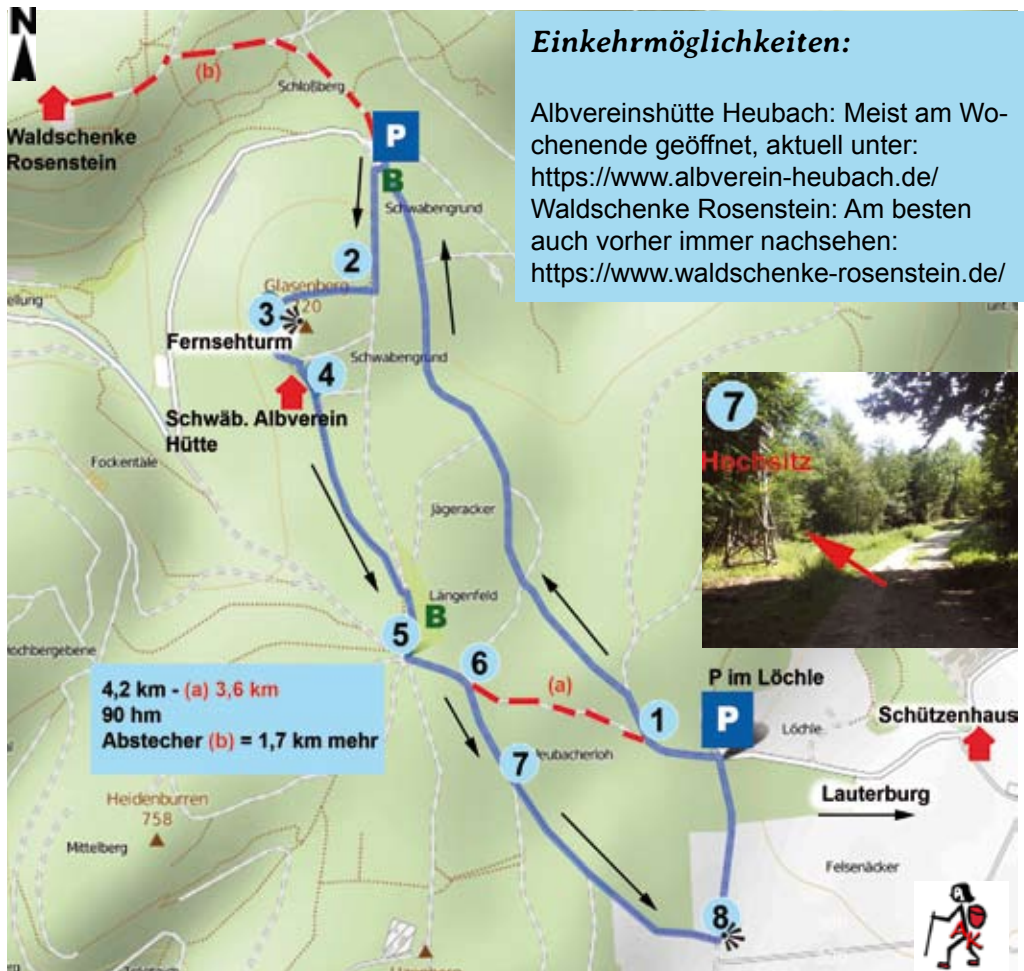 N
Einkehrmöglichkeiten:
Albvereinshütte Heubach: Meist am Wo-
chenende geöffnet, aktuell unter:
https://www.albverein-heubach.de/
Waldschenke Rosenstein: Am besten
auch vorher immer nachsehen:
https://www.waldschenke-rosenstein.de/
(b)
Schloßberg
Waldschenke
Rosenstein
P
B
Schwabengrund
2
Glasenberg
720
3
Fernsehturm
Schwabengrund
4
Schwäb. Albverein
Hütte
7
Hochsitz
Fockentäle
Jägeracker
Längenfeld
B
5
6
(a)
P im Löchle
4,2 km - (a) 3,6 km
90 hm
Abstecher (b) = 1,7 km mehr
1
P
Schützenhaus
Löchle
7
Heidenburren
758
Lauterburg
Mittelberg
Felsenäcker
8
A
K